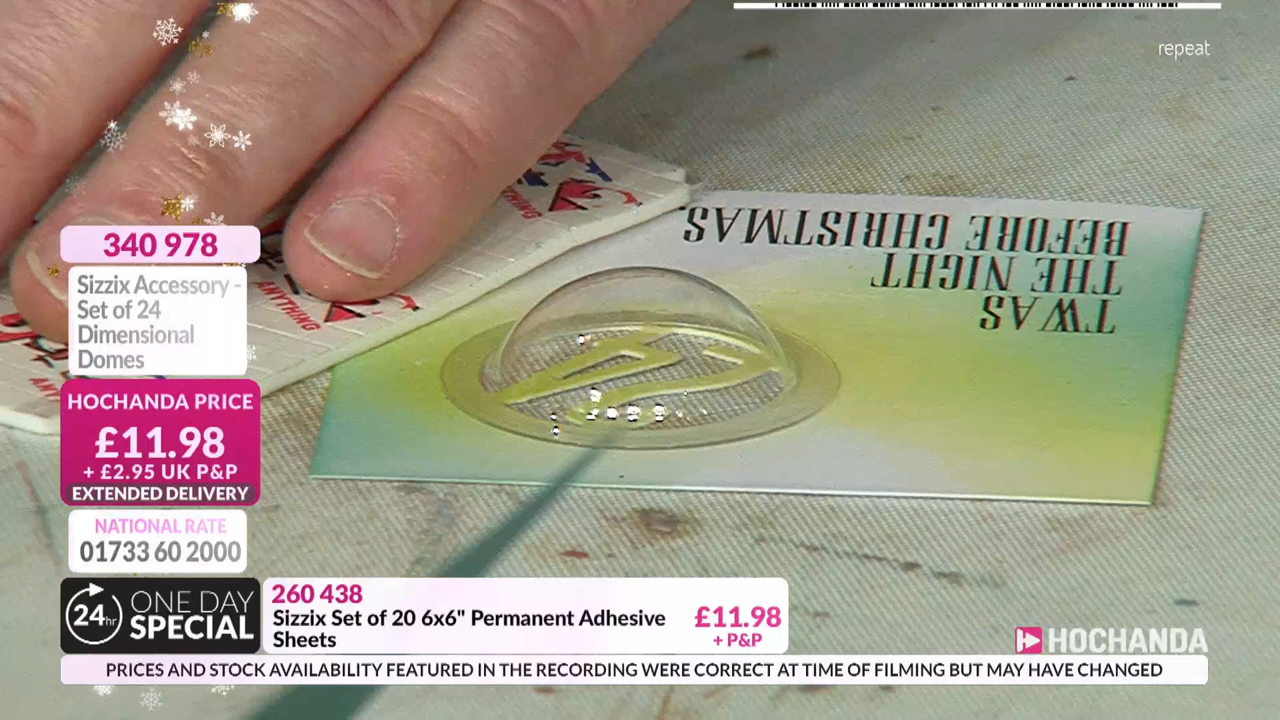 repeat
ANYTHING
ANYTHING
TWAS
THE NIGHT
BEFORE CHRISTMAS
340 978
Sizzix Accessory -
Set of 24
Dimensional
Domes
HOCHANDA PRICE
£11.98
+ £2.95 UK P&P
EXTENDED DELIVERY
NATIONAL RATE
01733 60 2000
24hr
ONE DAY
SPECIAL
260 438
Sizzix Set of 20 6x6" Permanent Adhesive
Sheets
£11.98
+ P&P
HOCHANDA
PRICES AND STOCK AVAILABILITY FEATURED IN THE RECORDING WERE CORRECT AT TIME OF FILMING BUT MAY HAVE CHANGED